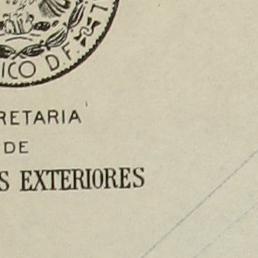 ICO D.F.
RETARIA
DE
S EXTERIORES